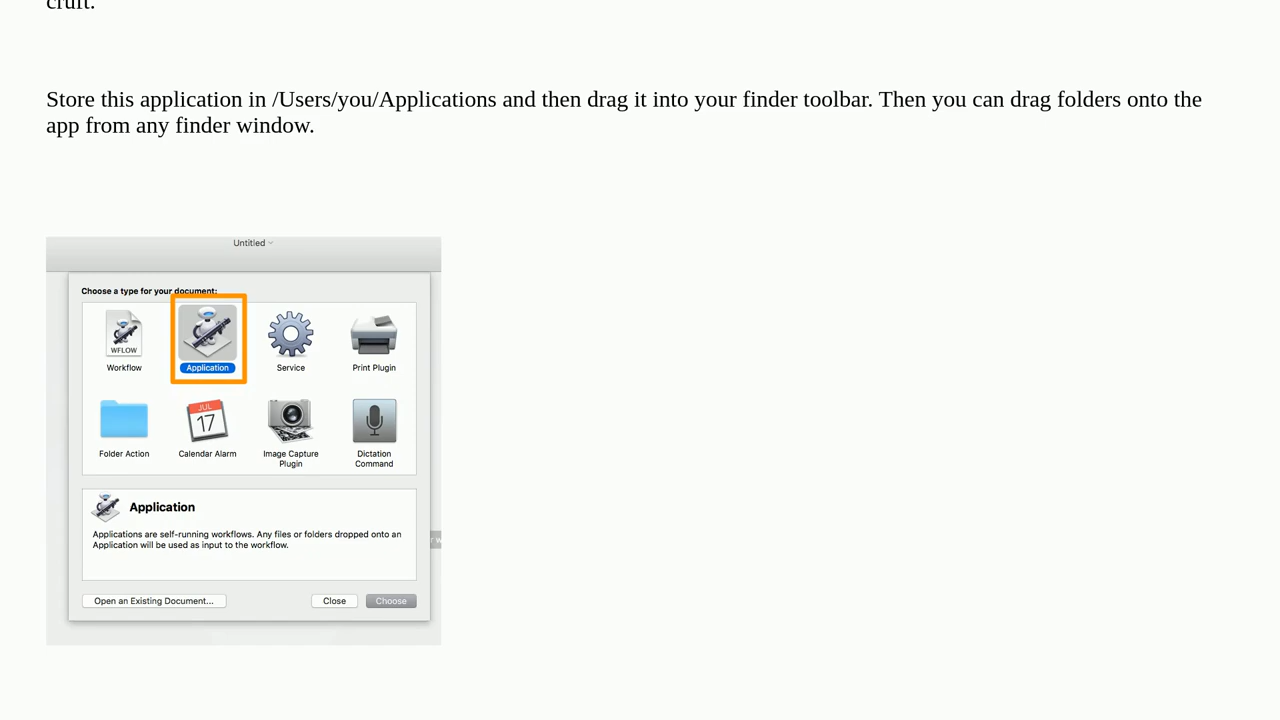 cruft.
Store this application in /Users/you/Applications and then drag it into your finder toolbar. Then you can drag folders onto the
app from any finder window.
Untitled
Choose a type for your document:
WFLOW
JUL
17
Workflow
Application
Service
Print Plugin
Folder Action
Calendar Alarm
Image Capture
Plugin
Dictation
Command
Application
Applications are self-running workflows. Any files or folders dropped onto an
Application will be used as input to the workflow.
Open an Existing Document...
Close
Choose